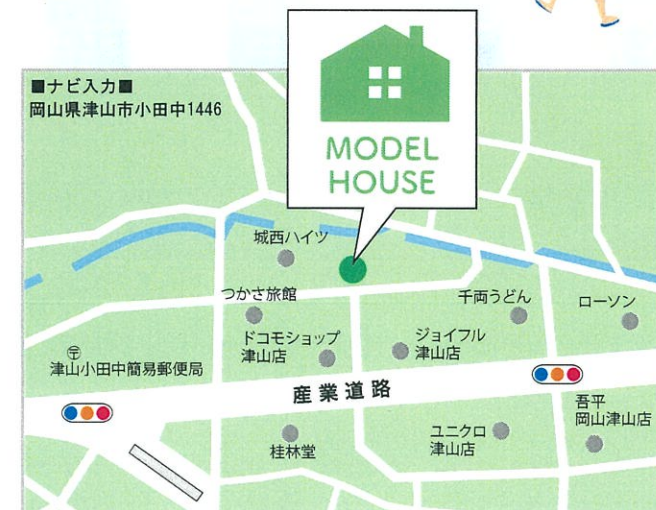 ■ナビ入力■
岡山県津山市小田中1446
MODEL
HOUSE
城西ハイツ
つかさ旅館
千両うどん
ローソン
ドコモショップ
津山店
ジョイフル
津山店
〒
津山小田中簡易郵便局
産業道路
吾平
岡山津山店
ユニクロ
津山店
桂林堂